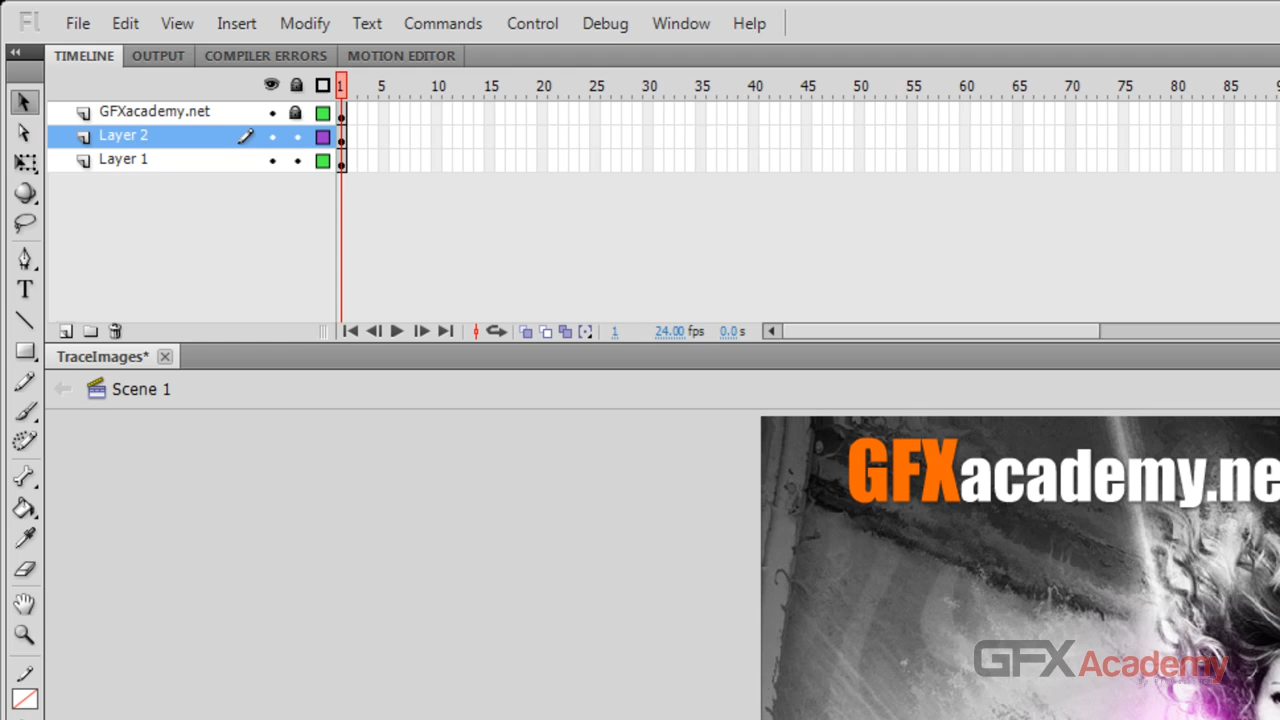 Fl File Edit View Insert Modify Text Commands Control Debug Window Help
TIMELINE OUTPUT COMPILER ERRORS MOTION EDITOR
1 5 10 15 20 25 30 35 40 45 50 55 60 65 70 75 80 85
GFXacademy.net
Layer 2
Layer 1
1 24.00 fps 0.0 s
TraceImages*
Scene 1
GFXacademy.ne
GFX Academy